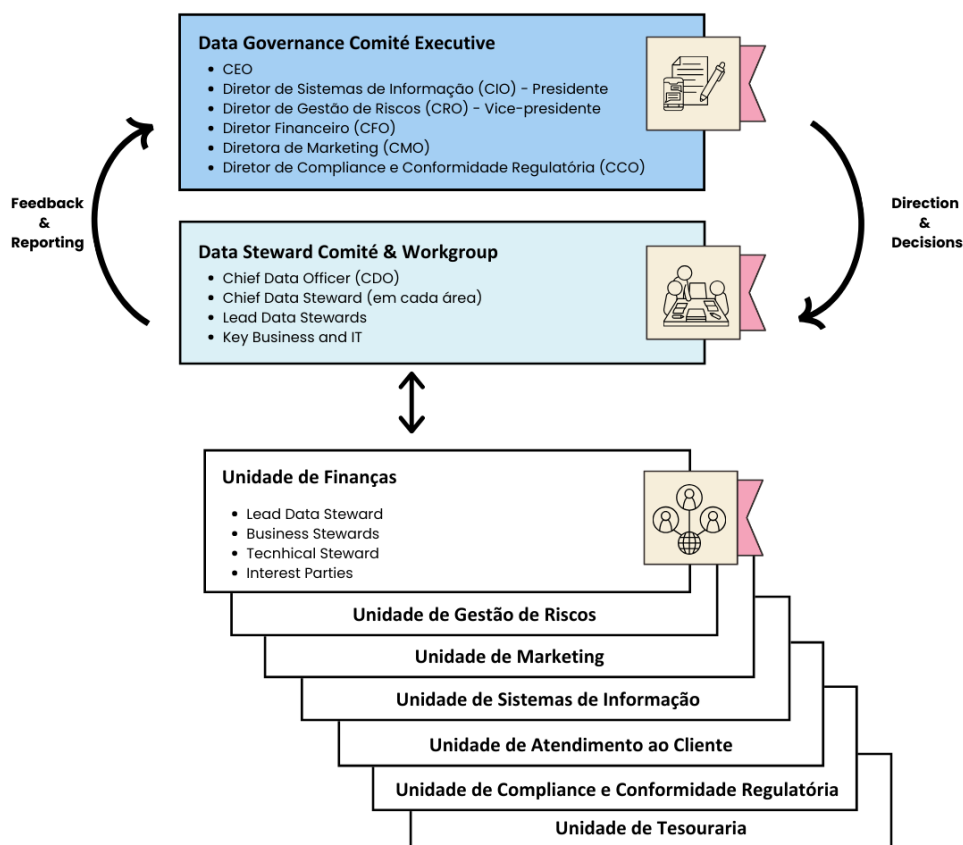 Data Governance Comité Executive
CEO
Diretor de Sistemas de Informação (CIO) - Presidente
Diretor de Gestão de Riscos (CRO) - Vice-presidente
Diretor Financeiro (CFO)
Diretora de Marketing (CMO)
Diretor de Compliance e Conformidade Regulatória (CCO)
Feedback
&
Reporting
Direction
&
Decisions
Data Steward Comité & Workgroup
Chief Data Officer (CDO)
Chief Data Steward (em cada área)
Lead Data Stewards
Key Business and IT
Unidade de Finanças
Lead Data Steward
Business Stewards
Tecnhical Steward
Interest Parties
Unidade de Gestão de Riscos
Unidade de Marketing
Unidade de Sistemas de Informação
Unidade de Atendimento ao Cliente
Unidade de Compliance e Conformidade Regulatória
Unidade de Tesouraria